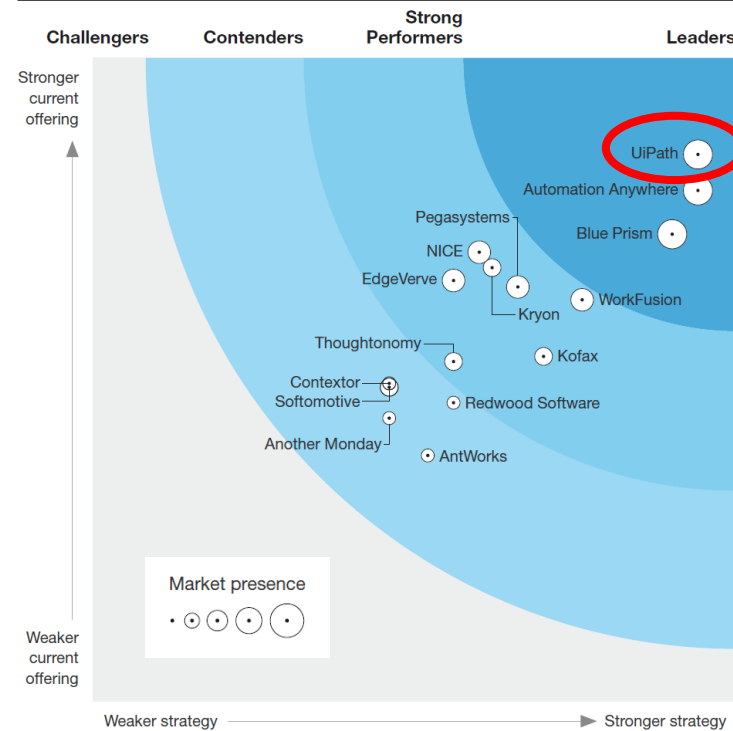 Challengers
Contenders
Strong
Performers
Leaders
Stronger
current
offering
UiPath
Automation Anywhere
Pegasystems
Blue Prism
NICE
EdgeVerve
WorkFusion
Kryon
Thoughtonomy
Kofax
Contextor
Softomotive
Redwood Software
Another Monday
AntWorks
Market presence
Weaker
current
offering
Weaker strategy
Stronger strategy